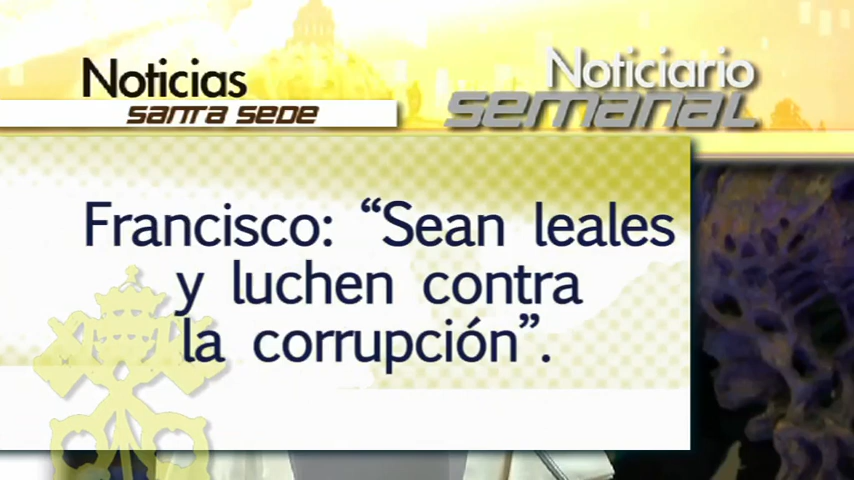 Noticias
SANTA SEDE
Noticiario
SEMANAL
Francisco: “Sean leales
y luchen contra
la corrupción”.